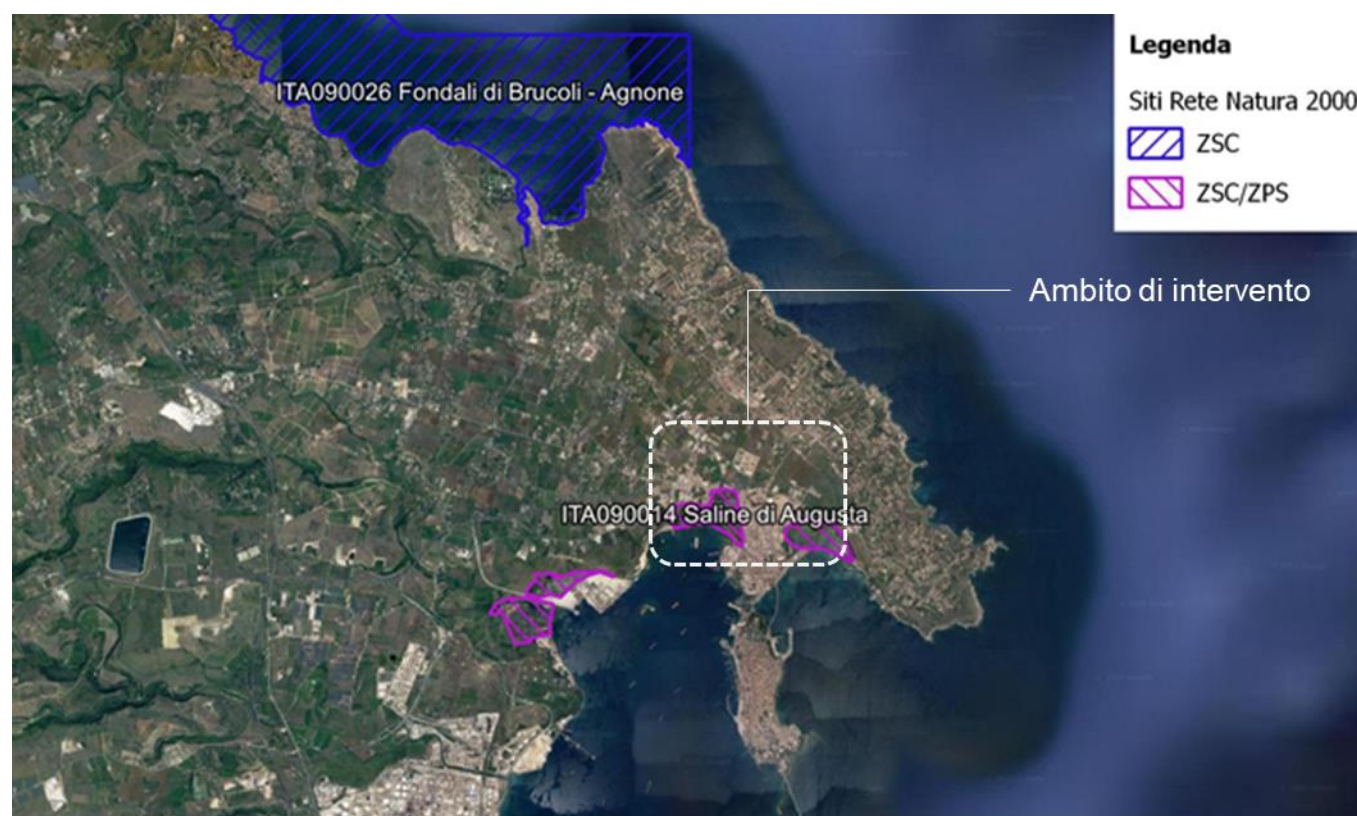 Legenda
Siti Rete Natura 2000
ZSC
ZSC/ZPS
ITA090026 Fondali di Brucoli - Agnone
Ambito di intervento
ITA090014 Saline di Augusta